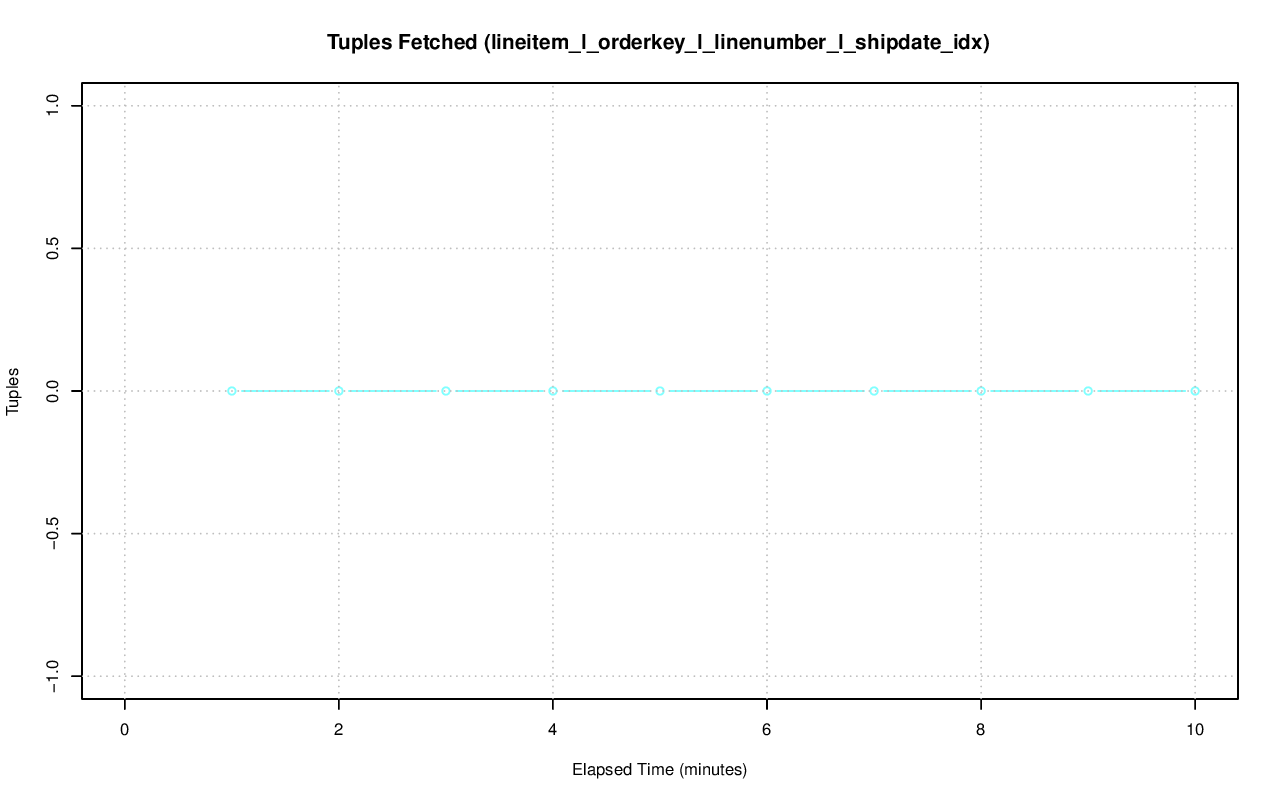 Tuples Fetched (lineitem_l_orderkey_l_linenumber_l_shipdate_idx)
1.0
0.5
0.0
−0.5
−1.0
Tuples
0 2 4 6 8 10
Elapsed Time (minutes)